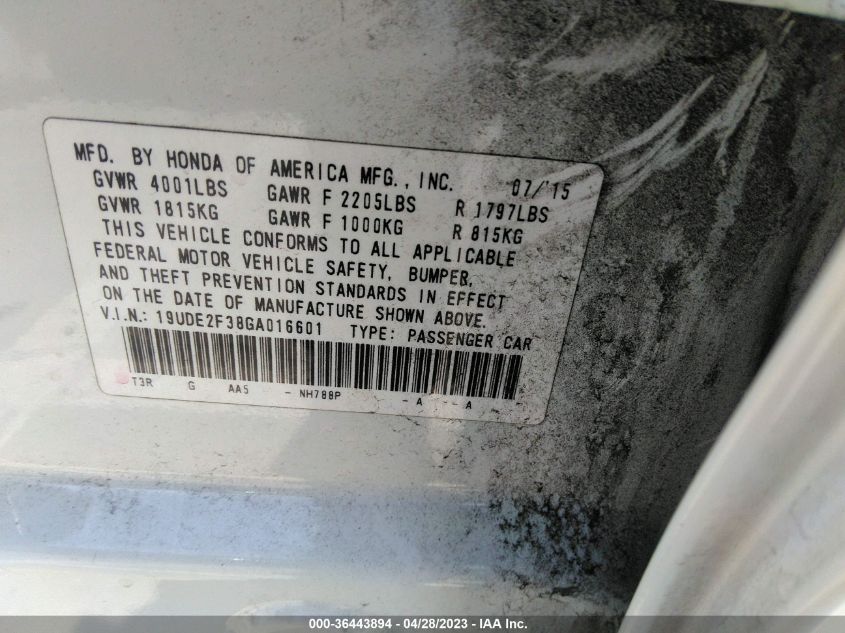 MFD. BY HONDA OF AMERICA MFG., INC. 07/'15
GVWR 4001LBS GAWR F 2205LBS R 1797LBS
GVWR 1815KG GAWR F 1000KG R 815KG
THIS VEHICLE CONFORMS TO ALL APPLICABLE
FEDERAL MOTOR VEHICLE SAFETY, BUMPER,
AND THEFT PREVENTION STANDARDS IN EFFECT
ON THE DATE OF MANUFACTURE SHOWN ABOVE.
V.I.N.: 19UDE2F38GA016601 TYPE: PASSENGER CAR
T3R G AA5 - NH788P - A - - A -
000-36443894 - 04/28/2023 - IAA Inc.